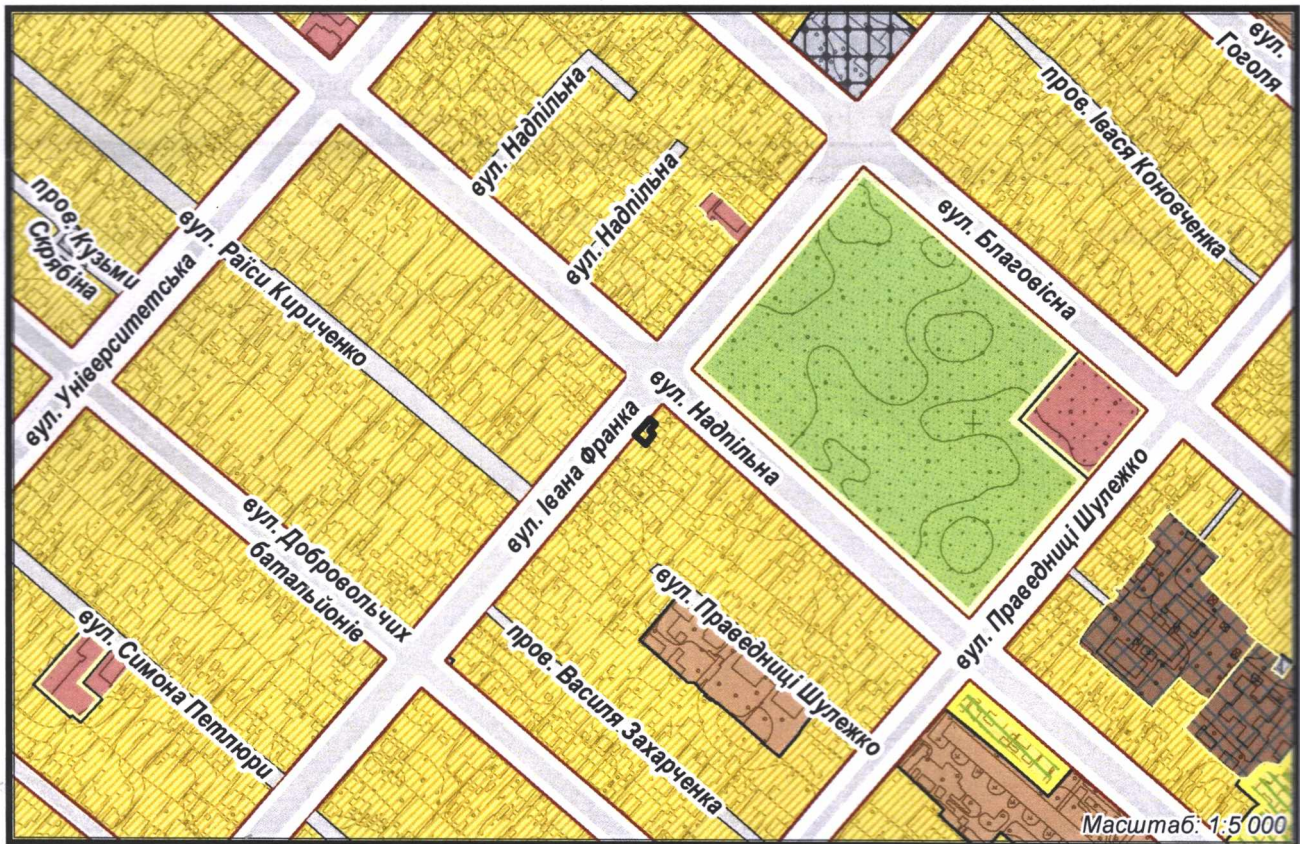 вул.
Гоголя
пров. Івася Коновченка
вул. Надпільна
вул. Надпільна
пров. Кузьми
Скрябіна
вул. Раїси Кириченко
вул. Благовісна
вул. Університетська
вул. Надпільна
вул. Івана Франка
вул. Праведниці Шулежко
вул. Добровольчих
батальйонів
вул. Праведниці Шулежко
вул. Симона Петлюри
пров. Василя Захарченка
Масштаб: 1:5 000